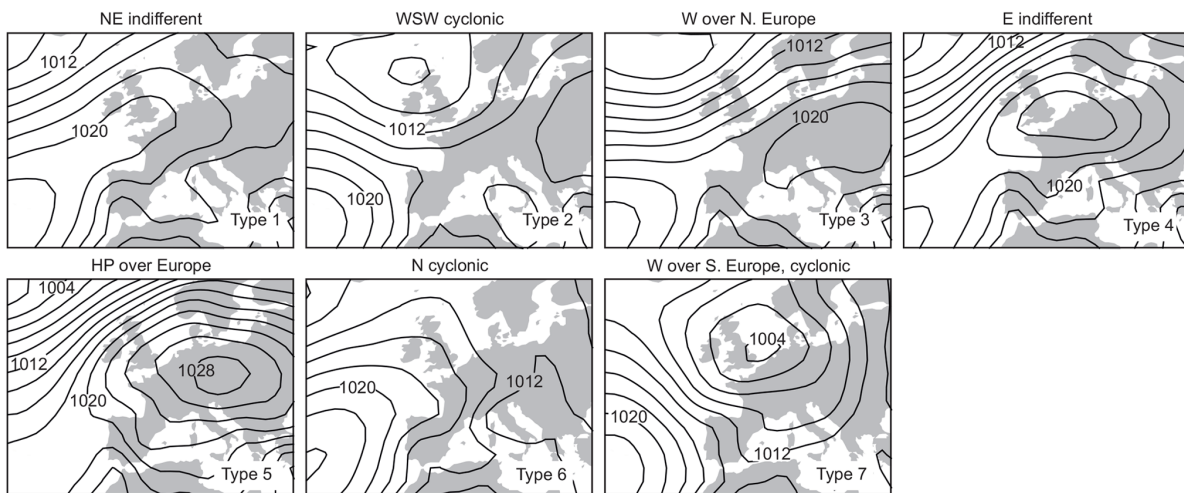 NE indifferent
WSW cyclonic
W over N. Europe
E indifferent
1012
1020
Type 1
1012
1020
Type 2
1012
1020
Type 3
1012
1020
Type 4
HP over Europe
N cyclonic
W over S. Europe, cyclonic
1004
1012
1028
1020
Type 5
1020
1012
Type 6
1004
1020
1012
Type 7